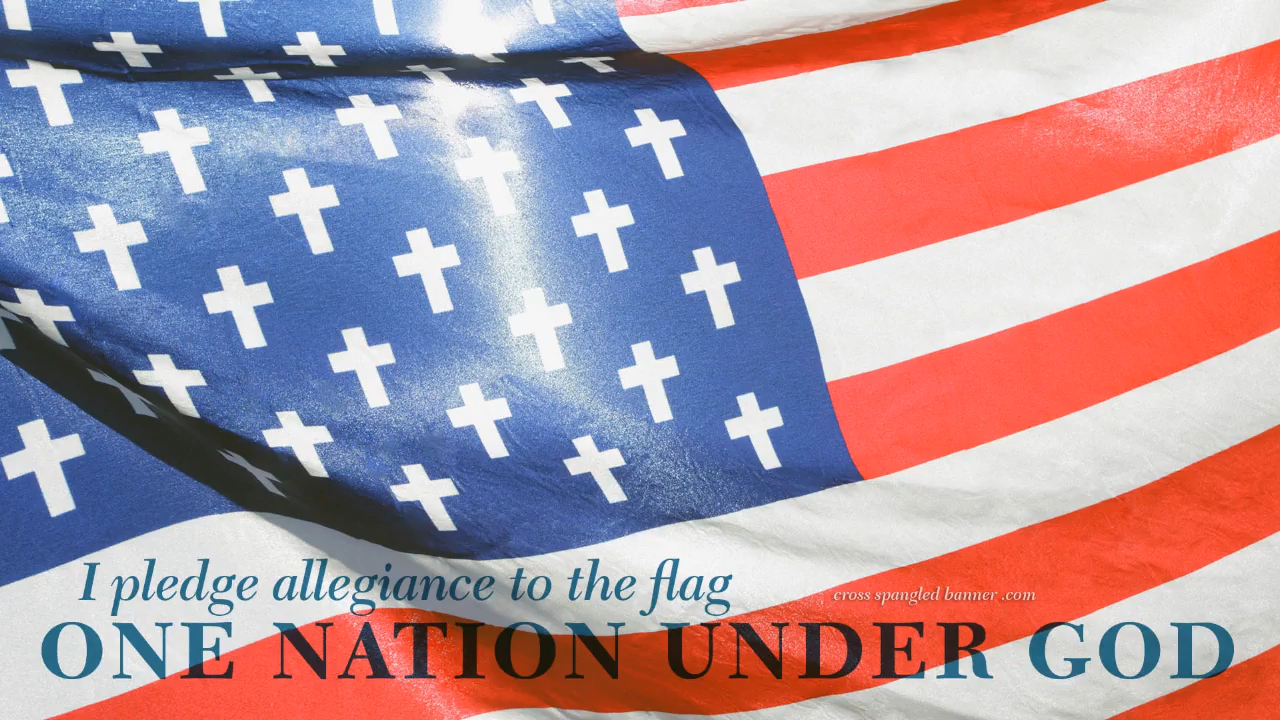 I pledge allegiance to the flag
cross spangled banner .com
ONE NATION UNDER GOD